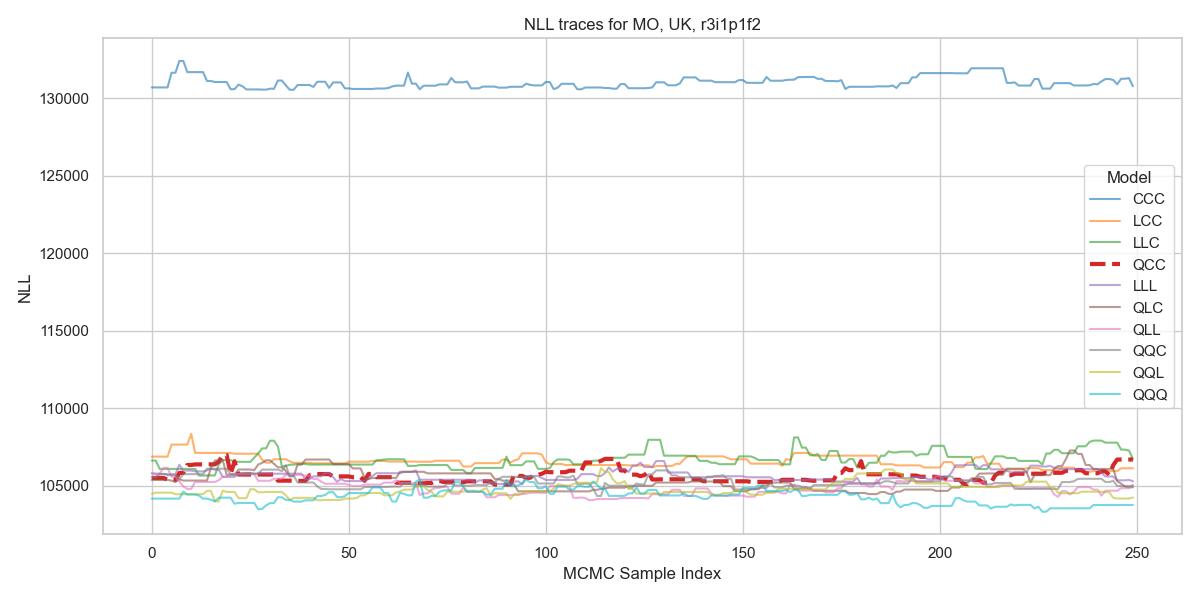 NLL traces for MO, UK, r3i1p1f2
NLL
130000
125000
120000
115000
110000
105000
0
50
100
150
200
250
MCMC Sample Index
Model
CCC
LCC
LLC
QCC
LLL
QLC
QLL
QQC
QQL
QQQ